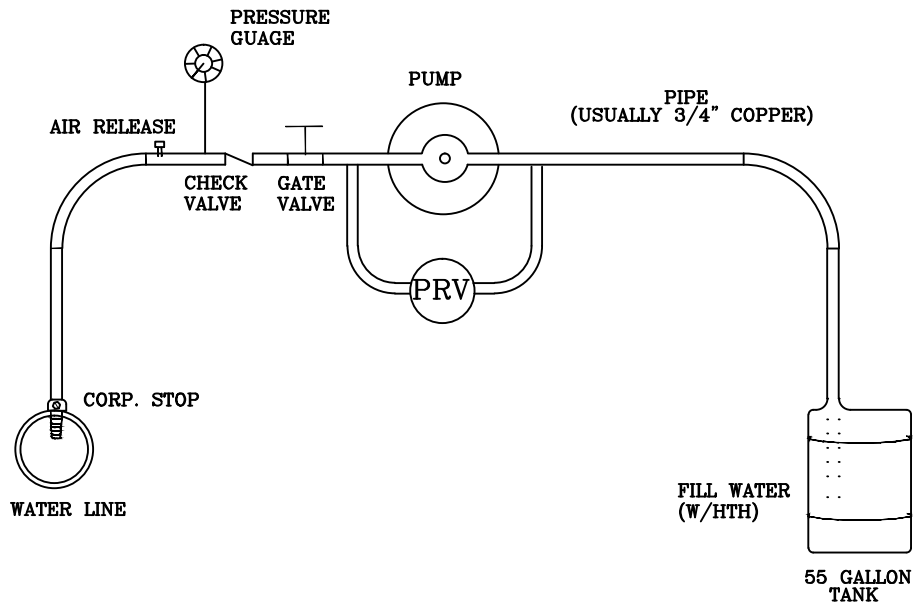 PRESSURE
GUAGE
PUMP
PIPE
(USUALLY 3/4" COPPER)
AIR RELEASE
CHECK
VALVE
GATE
VALVE
PRV
CORP. STOP
WATER LINE
FILL WATER
(W/HTH)
55 GALLON
TANK